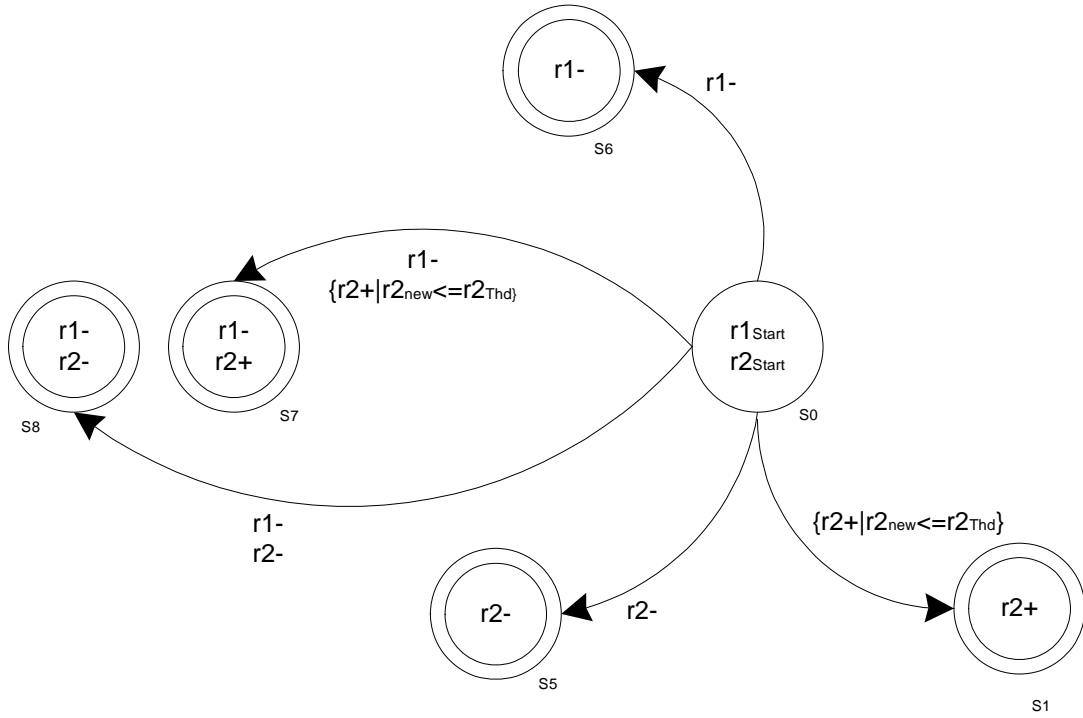 r1-
r1-
S6
r1-
{r2+|r2new<=r2Thd}
r1-
r2-
S8
r1-
r2+
S7
r1Start
r2Start
S0
r1-
r2-
{r2+|r2new<=r2Thd}
r2-
S5
r2-
r2+
S1